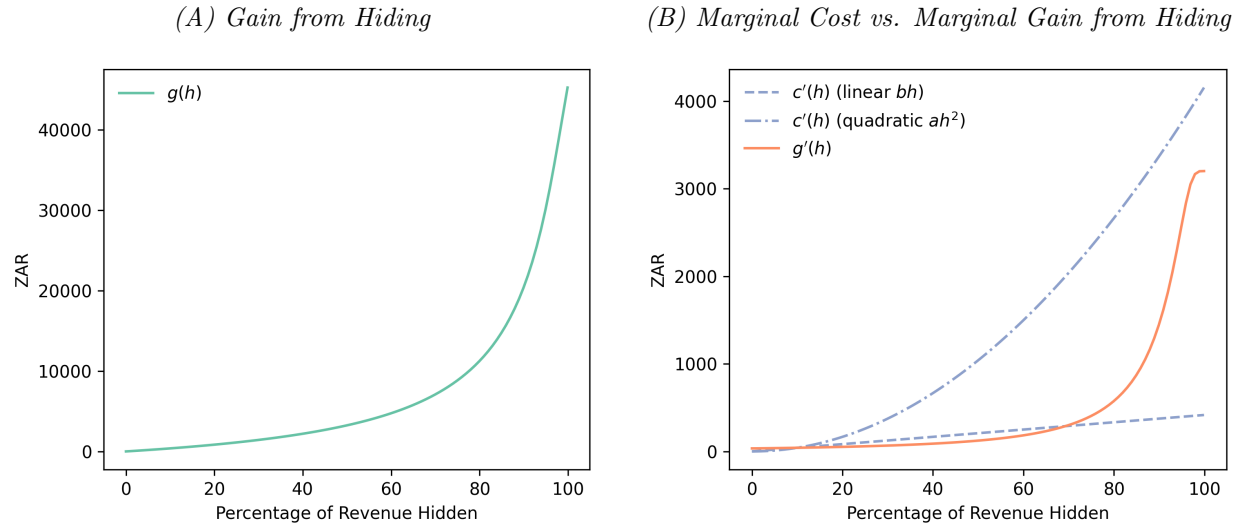 (A) Gain from Hiding
g(h)
40000
30000
20000
10000
0
ZAR
0 20 40 60 80 100
Percentage of Revenue Hidden
(B) Marginal Cost vs. Marginal Gain from Hiding
c′(h) (linear bh)
c′(h) (quadratic ah²)
g′(h)
4000
3000
2000
1000
0
ZAR
0 20 40 60 80 100
Percentage of Revenue Hidden